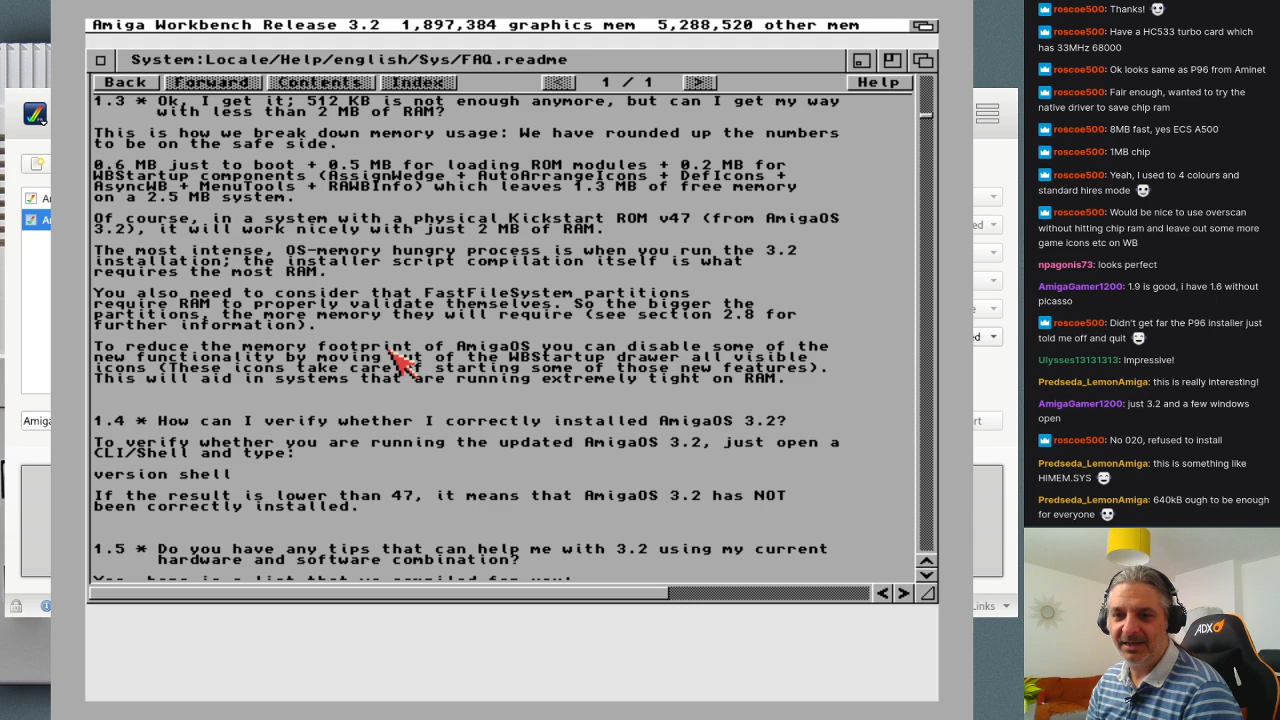 Amiga Workbench Release 3.2 1,897,384 graphics mem 5,288,520 other mem
System:Locale/Help/english/Sys/FAQ.readme
Back Forward Contents Index < 1 / 1 > Help
1.3 * Ok, I get it; 512 KB is not enough anymore, but can I get my way
with less than 2 MB of RAM?
This is how we break down memory usage: We have rounded up the numbers
to be on the safe side.
0.6 MB just to boot + MB for loading ROM modules + 0.2 MB for
WBStartup components (AssignWedge + AutoArrangeIcons + DefIcons +
AsyncWB + MenuTools + RAWBInfo) which leaves 1.3 MB of free memory
on a 2.5 MB system.
Of course, in a system with a physical Kickstart ROM v47 (from AmigaOS
3.2), it will work nicely with just 2 MB of RAM.
The most intense, OS-memory hungry process is when you run the 3.2
installation; the installer script compilation itself is what
requires the most RAM.
You also need to consider that FastFileSystem partitions
require RAM to properly validate themselves. So the bigger the
partitions, the more memory they will require (see section 2.8 for
further information).
To reduce the memory footprint of AmigaOS you can disable some of the
new functionality by moving out of the WBStartup drawer all visible
icons (These icons take care of starting some of those new features).
This will aid in systems that are running extremely tight on RAM.
1.4 * How can I verify whether I correctly installed AmigaOS 3.2?
To verify whether you are running the updated AmigaOS 3.2, just open a
CLI/Shell and type:
version shell
If the result is lower than 47, it means that AmigaOS 3.2 has NOT
been correctly installed.
1.5 * Do you have any tips that can help me with 3.2 using my current
hardware and software combination?
Yes, here is a list that we compiled for you!
A
A
Amiga
ed
d
rt
Links
roscoe500: Thanks!
roscoe500: Have a HC533 turbo card which
has 33MHz 68000
roscoe500: Ok looks same as P96 from Aminet
roscoe500: Fair enough, wanted to try the
native driver to save chip ram
roscoe500: 8MB fast, yes ECS A500
roscoe500: 1MB chip
roscoe500: Yeah, I used to 4 colours and
standard hires mode
roscoe500: Would be nice to use overscan
without hitting chip ram and leave out some more
game icons etc on WB
npagonis73: looks perfect
AmigaGamer1200: 1.9 is good, i have 1.6 without
picasso
roscoe500: Didn't get far the P96 installer just
told me off and quit
Ulysses13131313: Impressive!
Predseda_LemonAmiga: this is really interesting!
AmigaGamer1200: just 3.2 and a few windows
open
roscoe500: No 020, refused to install
Predseda_LemonAmiga: this is something like
HIMEM.SYS
Predseda_LemonAmiga: 640kB ough to be enough
for everyone
ADX